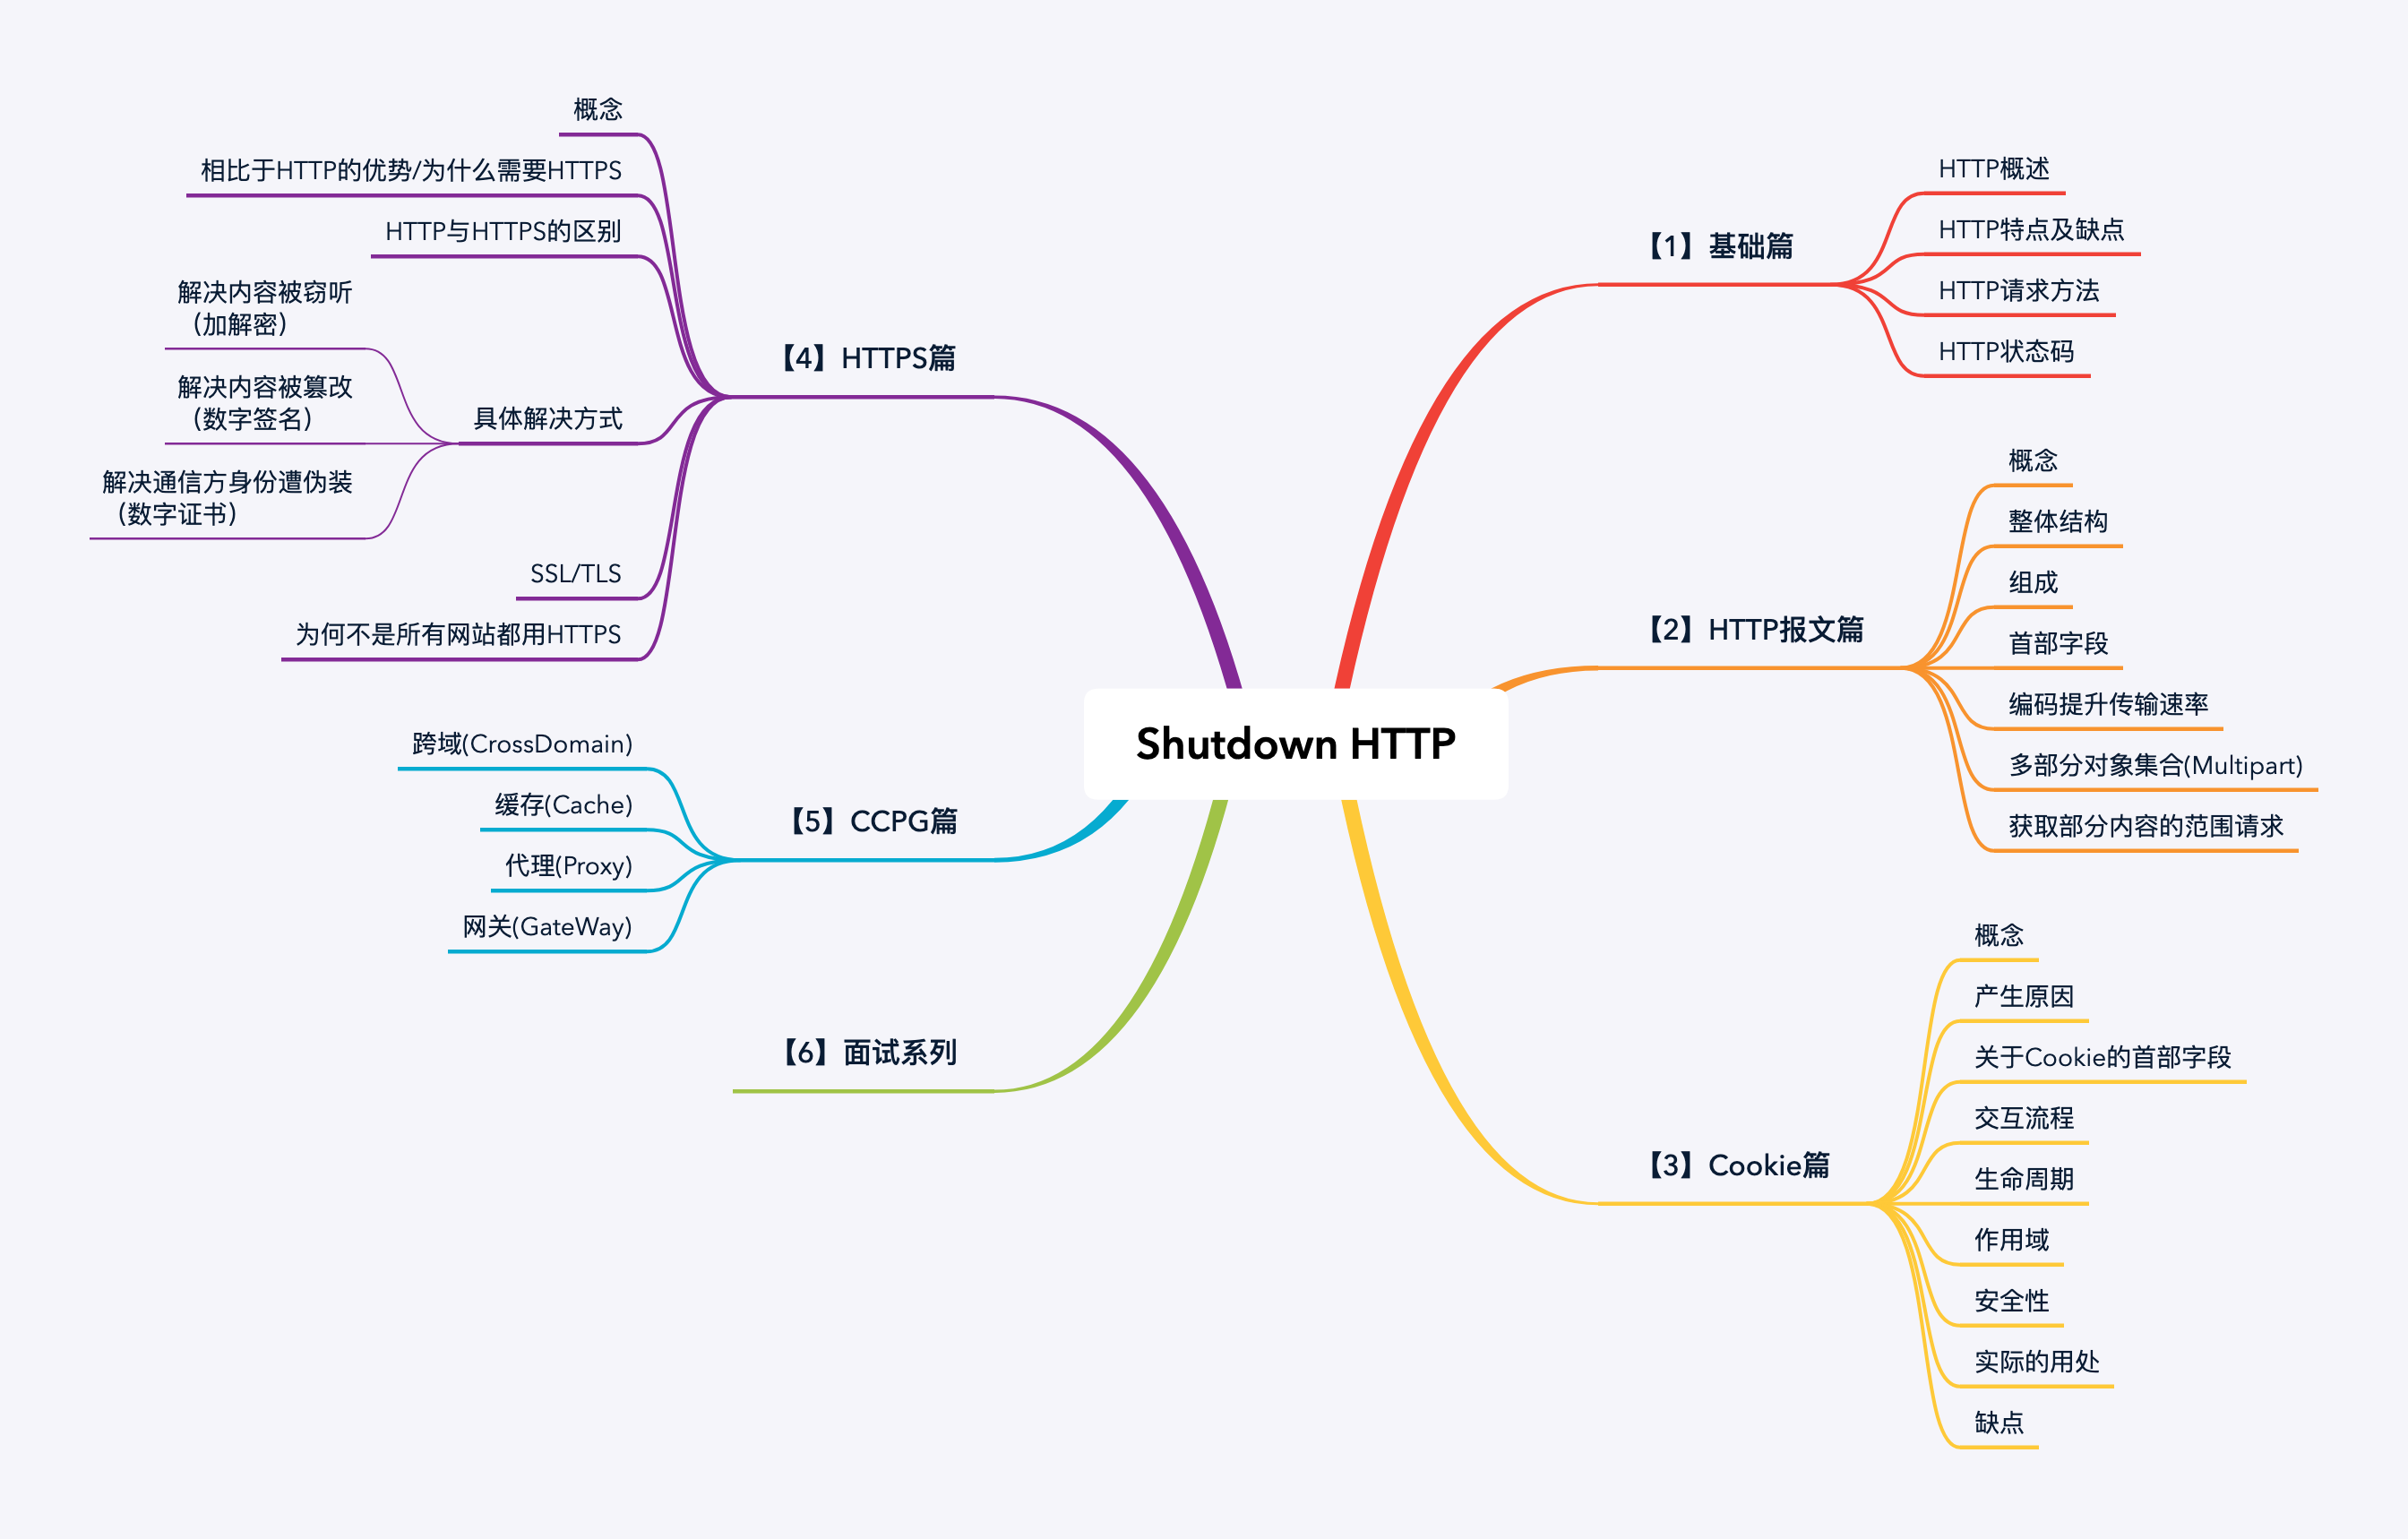 Shutdown HTTP
【1】基础篇
HTTP概述
HTTP特点及缺点
HTTP请求方法
HTTP状态码
【2】HTTP报文篇
概念
整体结构
组成
首部字段
编码提升传输速率
多部分对象集合(Multipart)
获取部分内容的范围请求
【3】Cookie篇
概念
产生原因
关于Cookie的首部字段
交互流程
生命周期
作用域
安全性
实际的用处
缺点
【4】HTTPS篇
概念
相比于HTTP的优势/为什么需要HTTPS
HTTP与HTTPS的区别
具体解决方式
解决内容被窃听
（加解密）
解决内容被篡改
（数字签名）
解决通信方身份遭伪装
（数字证书）
SSL/TLS
为何不是所有网站都用HTTPS
【5】CCPG篇
跨域(CrossDomain)
缓存(Cache)
代理(Proxy)
网关(GateWay)
【6】面试系列